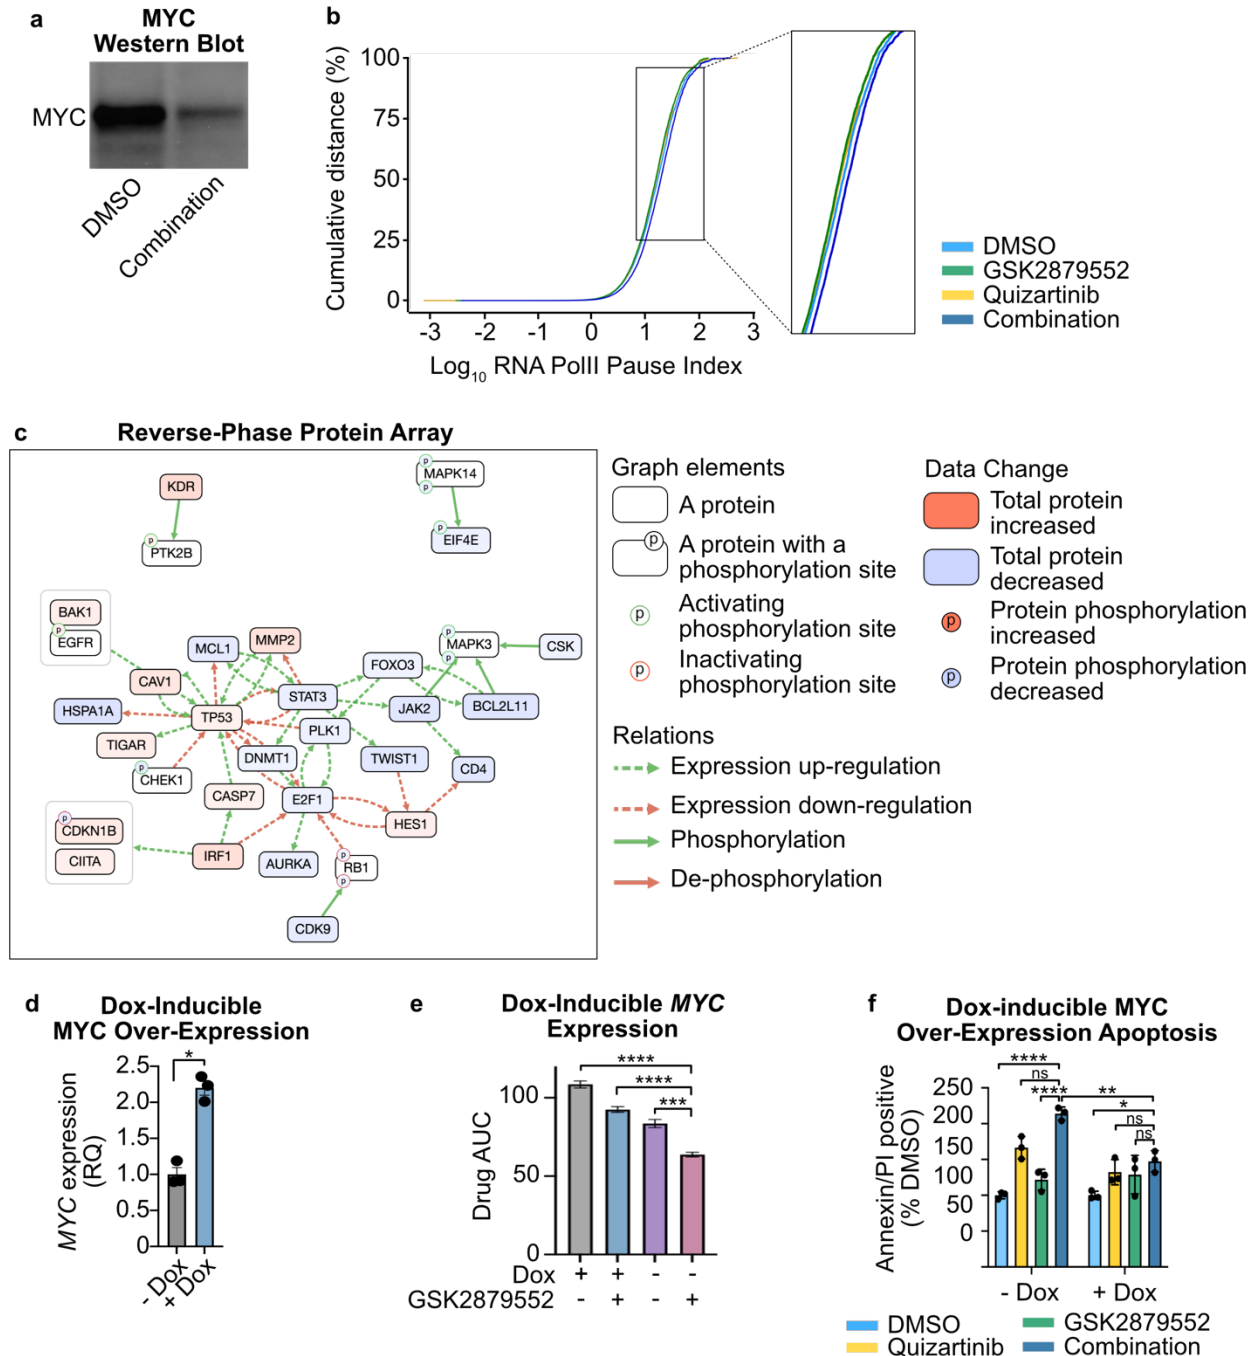 a
MYC
Western Blot
MYC
DMSO
Combination
b
Cumulative distance (%)
100
75
50
25
0
-3 -2 -1 0 1 2 3
Log10 RNA PolII Pause Index
DMSO
GSK2879552
Quizartinib
Combination
c
Reverse-Phase Protein Array
KDR
p
PTK2B
p
MAPK14
p
p
EIF4E
BAK1
p
EGFR
MCL1
MMP2
CAV1
STAT3
FOXO3
p
MAPK3
p
CSK
HSPA1A
TP53
JAK2
BCL2L11
TIGAR
PLK1
DNMT1
TWIST1
CD4
p
CHEK1
CASP7
E2F1
HES1
p
CDKN1B
CIITA
IRF1
AURKA
p
RB1
p
CDK9
Graph elements
A protein
p
A protein with a
phosphorylation site
p
Activating
phosphorylation site
p
Inactivating
phosphorylation site
Data Change
Total protein
increased
Total protein
decreased
p
Protein phosphorylation
increased
p
Protein phosphorylation
decreased
Relations
Expression up-regulation
Expression down-regulation
Phosphorylation
De-phosphorylation
d
Dox-Inducible
MYC Over-Expression
MYC expression
(RQ)
2.5
2.0
1.5
1.0
0.5
0
*
- Dox
+ Dox
e
Dox-Inducible MYC
Expression
Drug AUC
100
50
0
****
****
***
Dox + + - -
GSK2879552 - + - +
f
Dox-inducible MYC
Over-Expression Apoptosis
Annexin/PI positive
(% DMSO)
250
200
150
100
50
0
****
ns
****
**
*
ns
ns
- Dox + Dox
DMSO
Quizartinib
GSK2879552
Combination